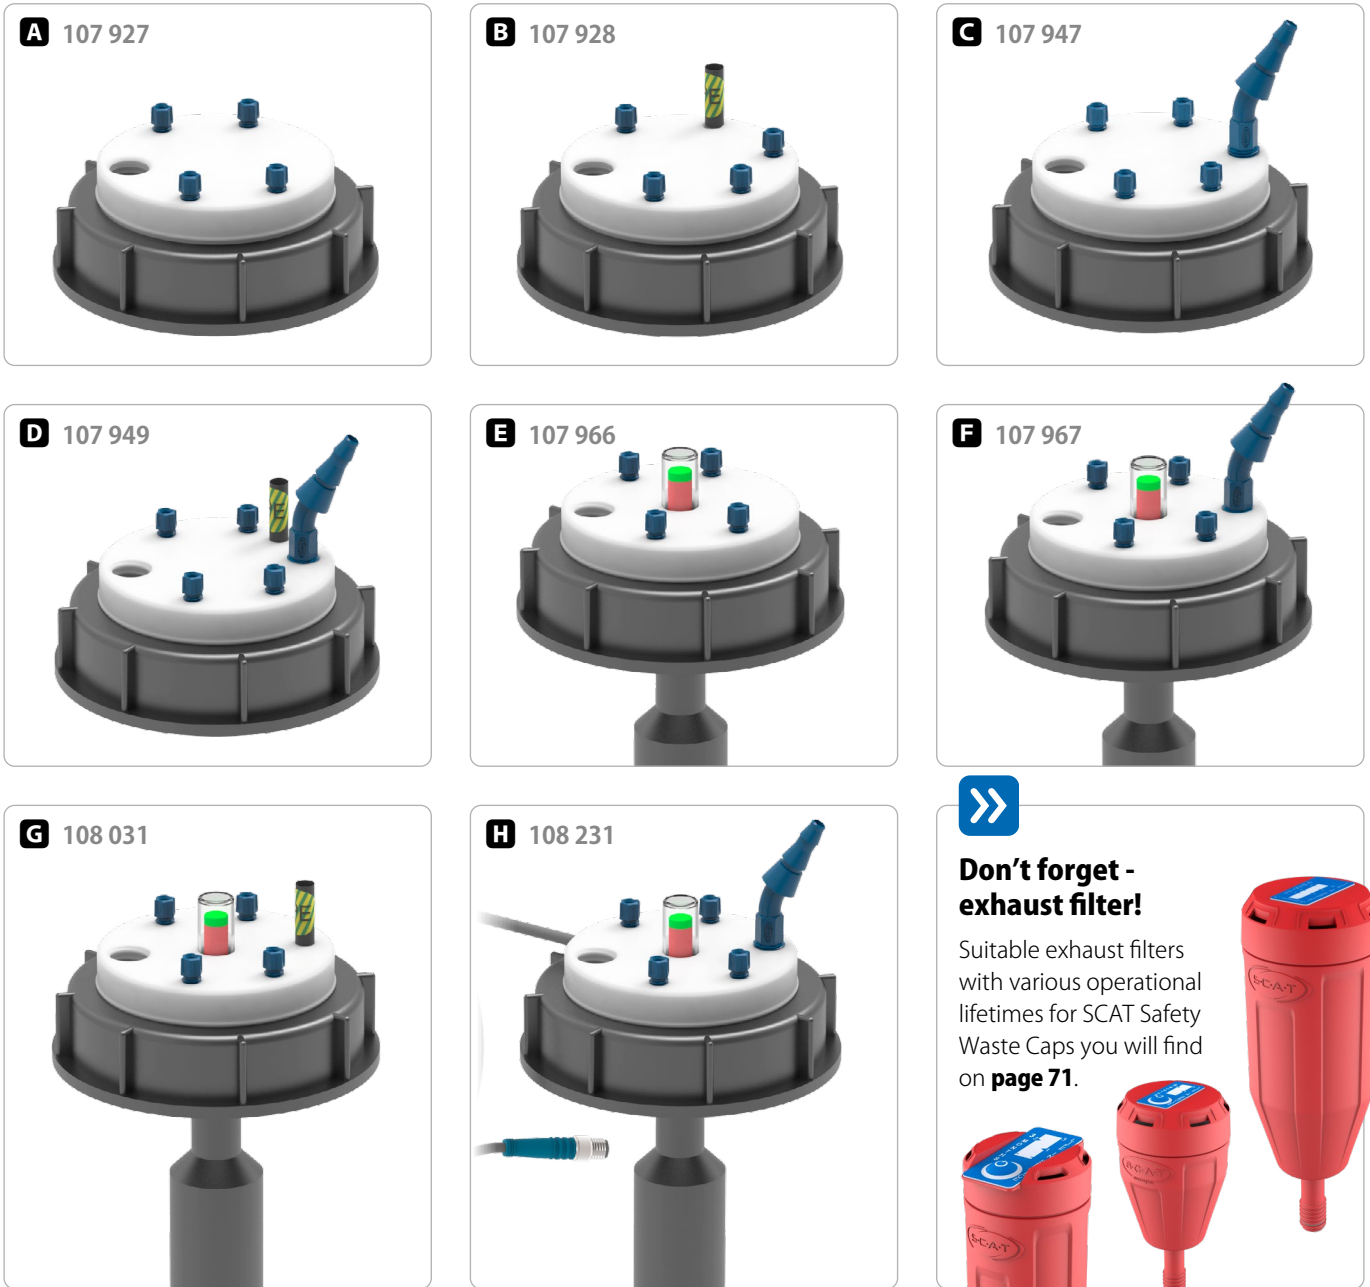 A 107 927
B 107 928
C 107 947
E
D 107 949
E 107 966
F 107 967
E
G 108 031
H 108 231
E
Don’t forget -
exhaust filter!
Suitable exhaust filters
with various operational
lifetimes for SCAT Safety
Waste Caps you will find
on page 71.
S·C·A·T
S·C·A·T
S·C·A·T